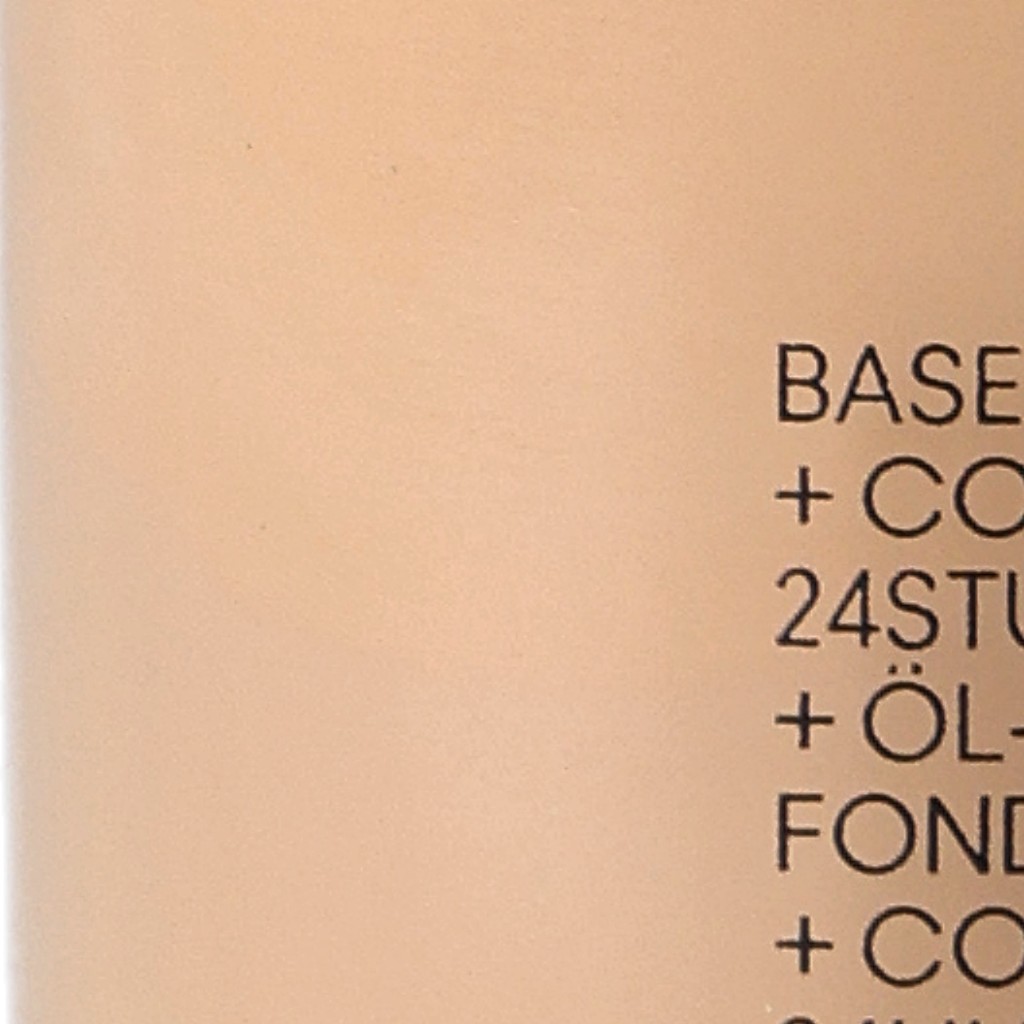 BASE
+ CO
24STU
+ ÖL-
FOND
+ CO